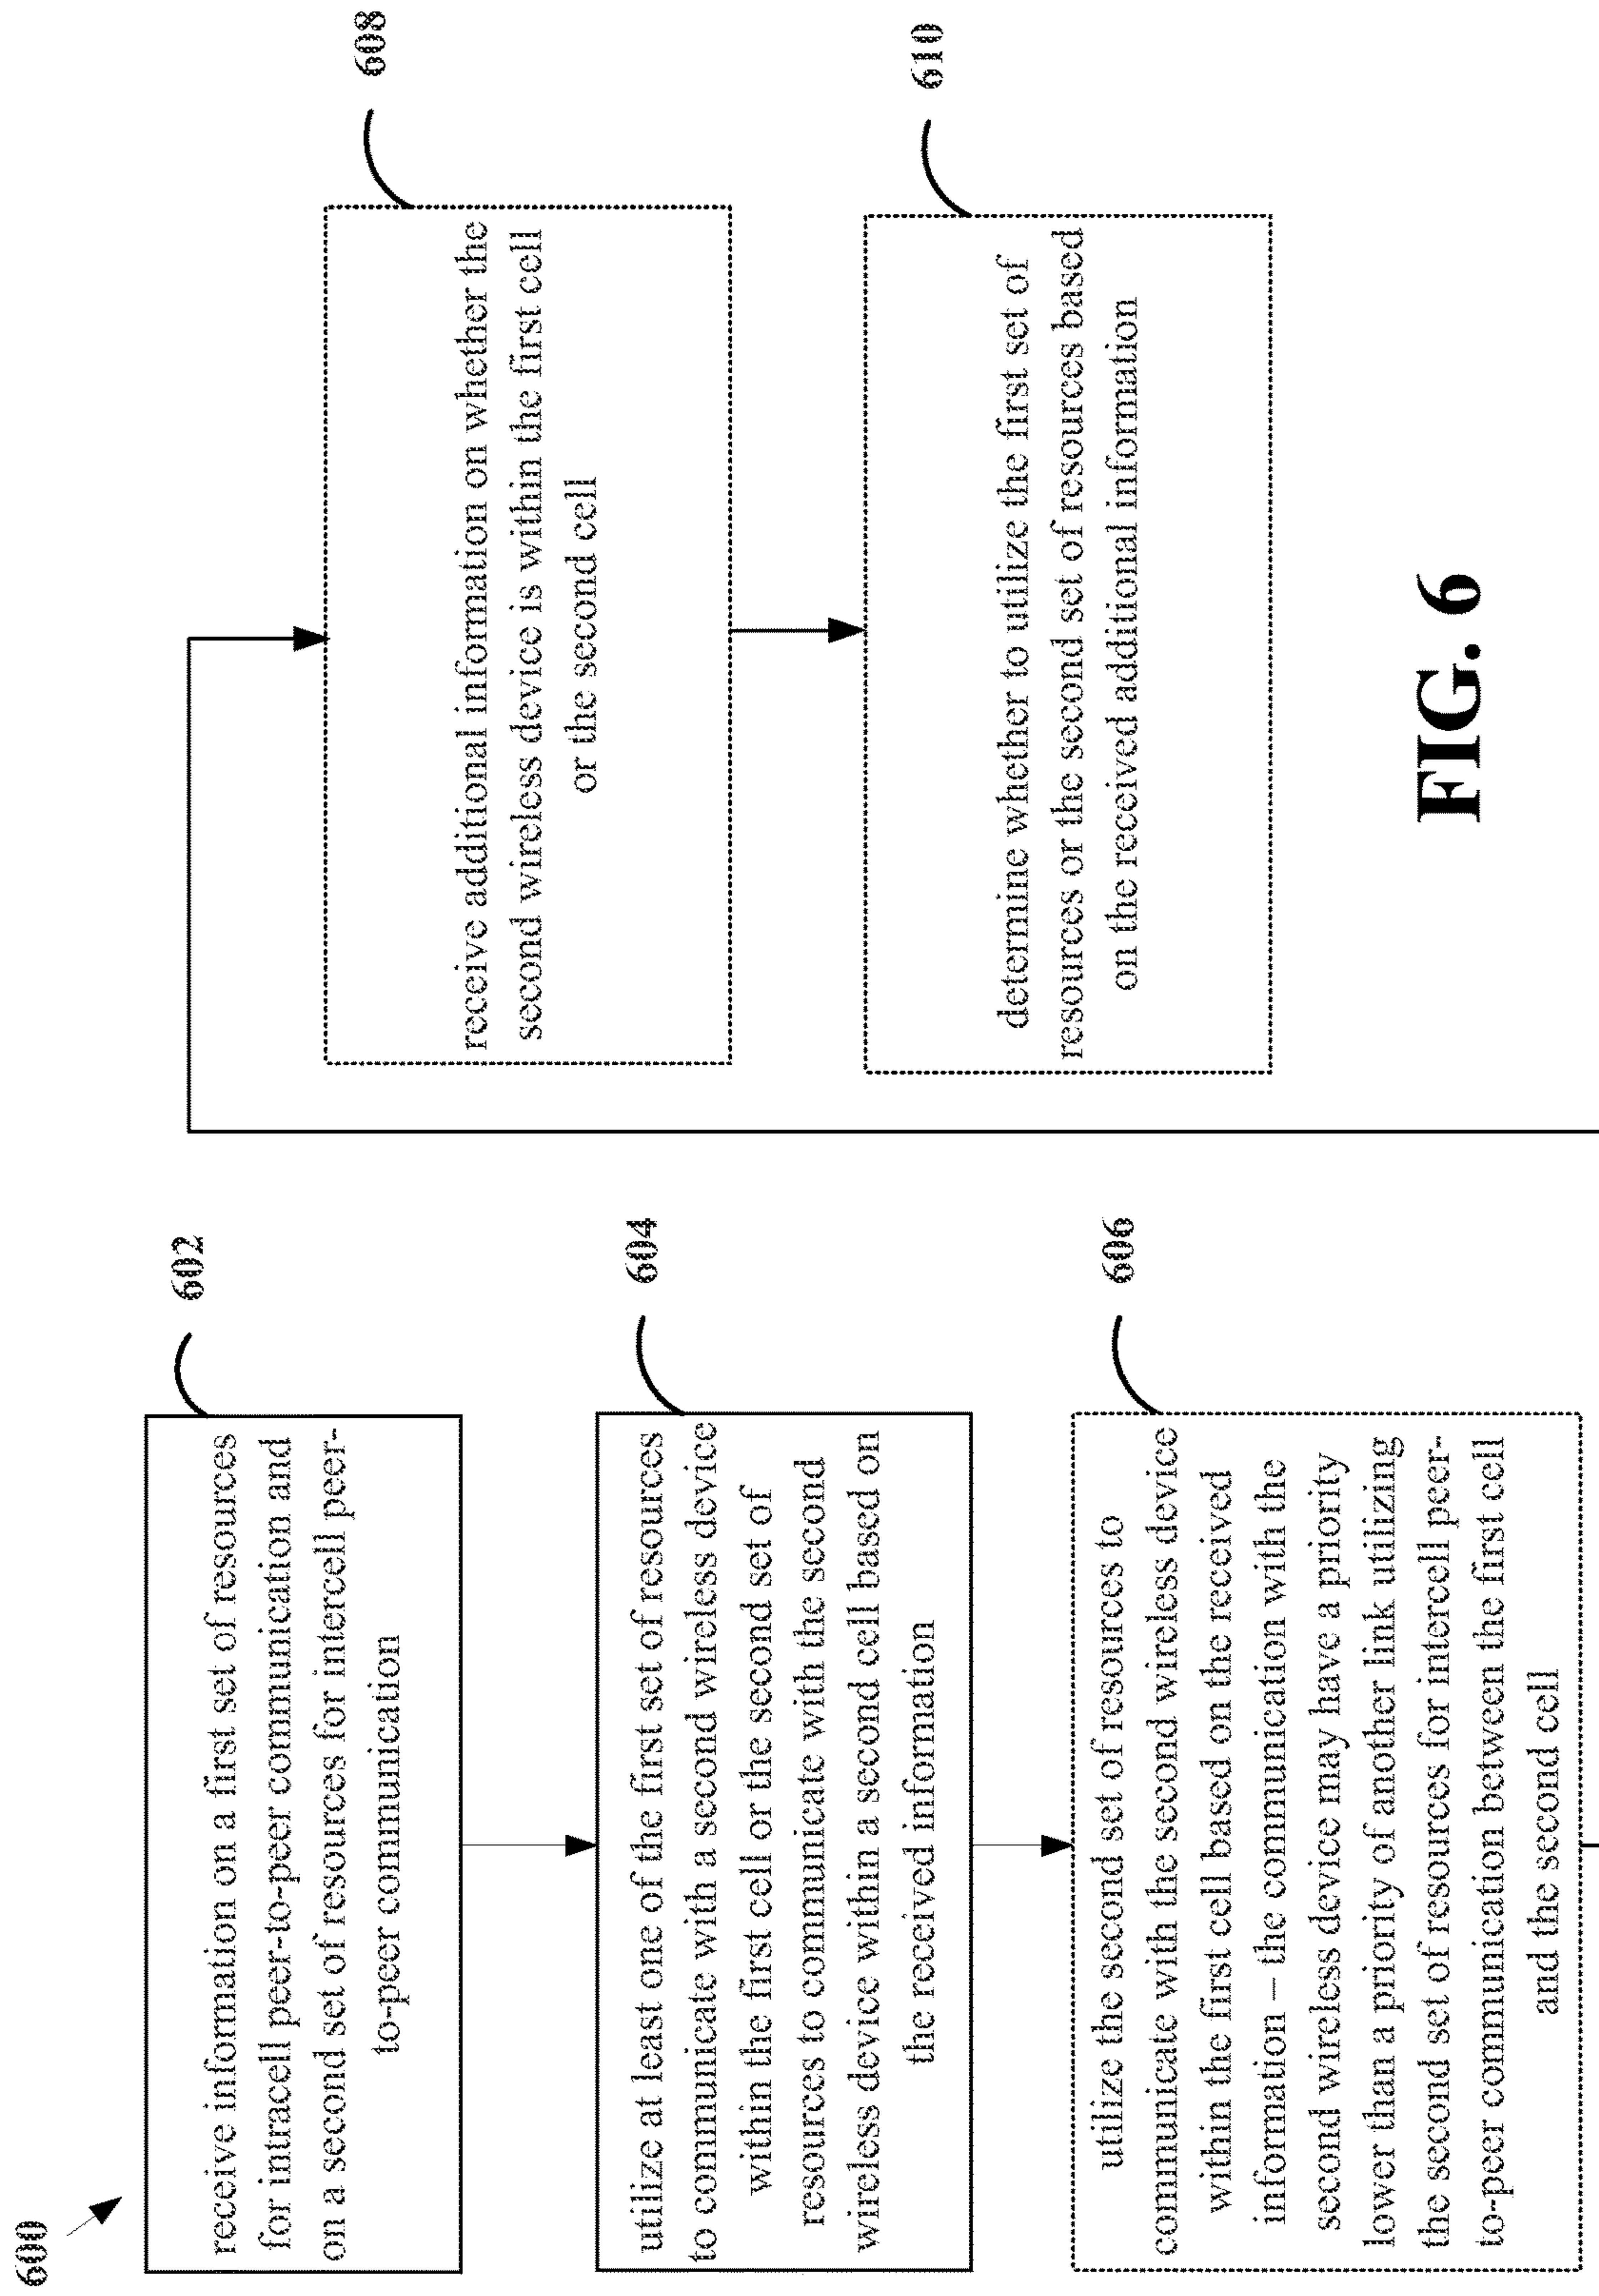 600
602
receive information on a first set of resources
for intracell peer-to-peer communication and
on a second set of resources for intercell peer-
to-peer communication
604
utilize at least one of the first set of resources
to communicate with a second wireless device
within the first cell or the second set of
resources to communicate with the second
wireless device within a second cell based on
the received information
606
utilize the second set of resources to
communicate with the second wireless device
within the first cell based on the received
information – the communication with the
second wireless device may have a priority
lower than a priority of another link utilizing
the second set of resources for intercell peer-
to-peer communication between the first cell
and the second cell
608
receive additional information on whether the
second wireless device is within the first cell
or the second cell
610
determine whether to utilize the first set of
resources or the second set of resources based
on the received additional information
FIG. 6